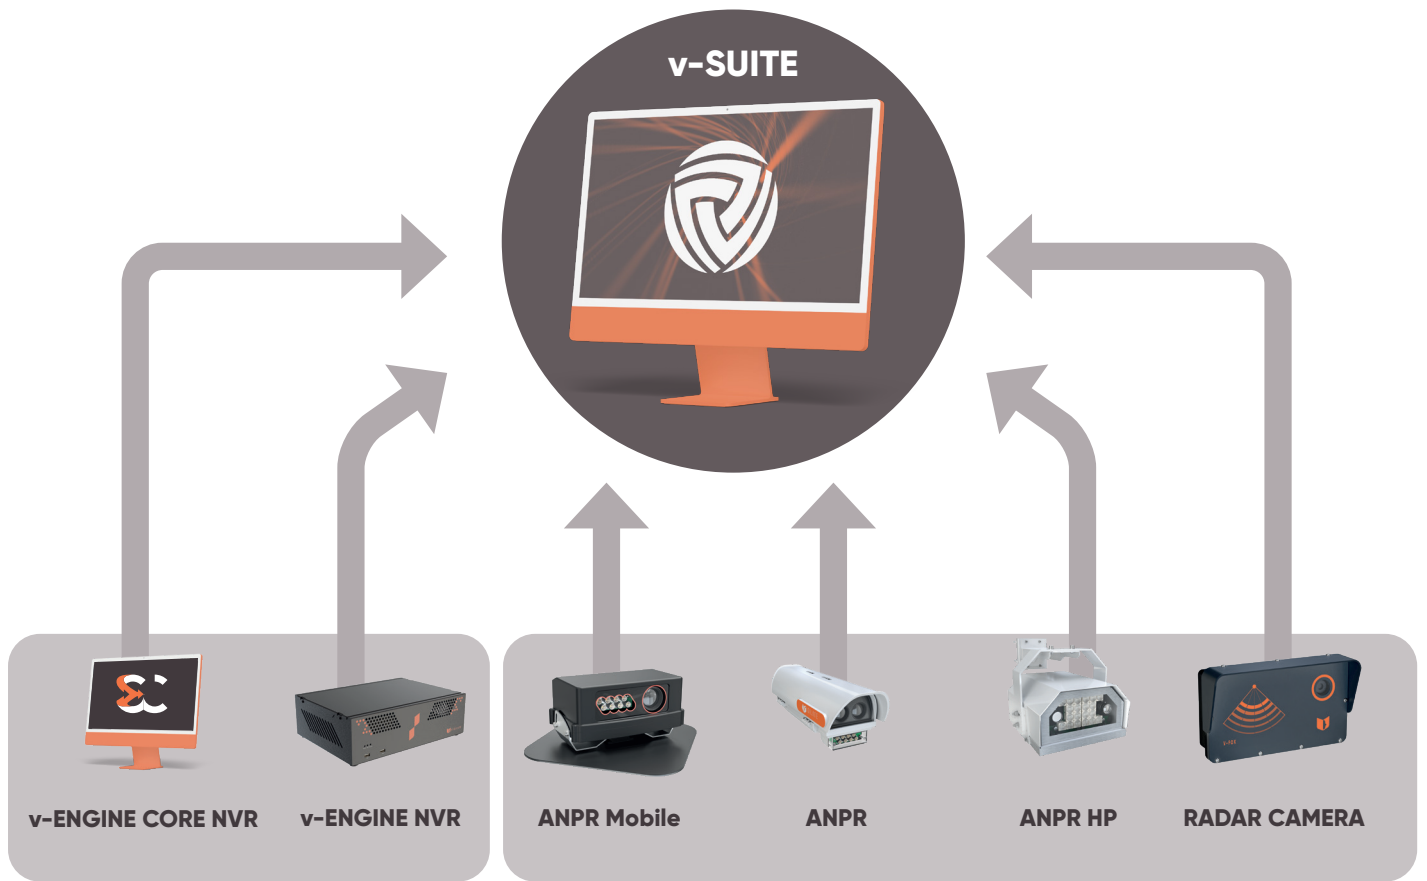 v-SUITE
v-ENGINE CORE NVR
v-ENGINE NVR
ANPR Mobile
ANPR
ANPR HP
RADAR CAMERA